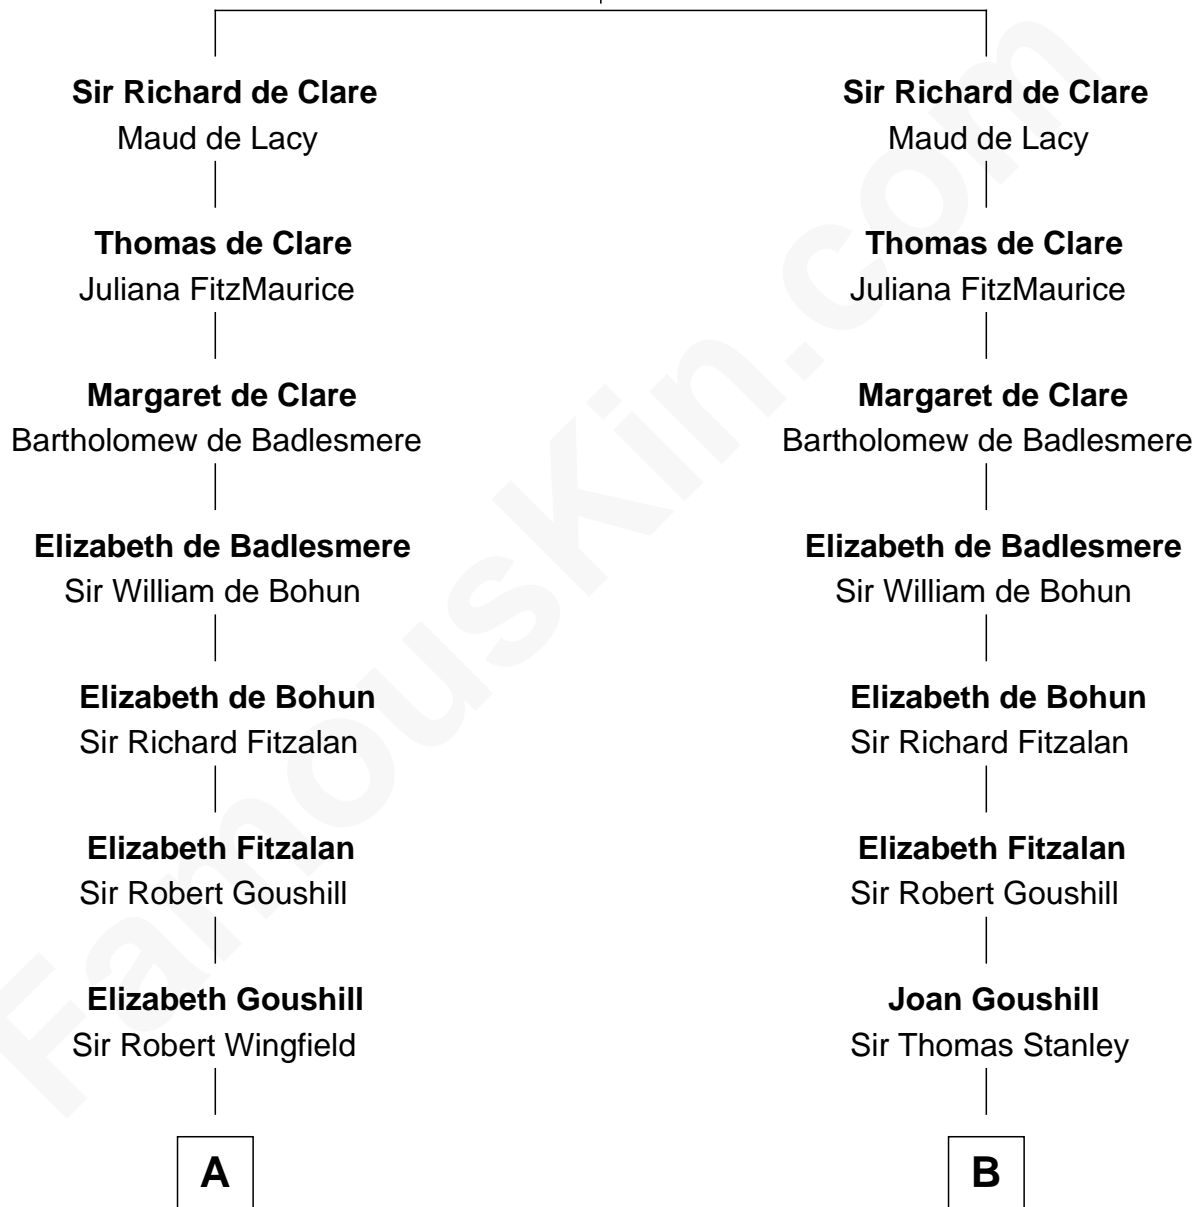 Sir Richard de Clare
Maud de Lacy
Thomas de Clare
Juliana FitzMaurice
Margaret de Clare
Bartholomew de Badlesmere
Elizabeth de Badlesmere
Sir William de Bohun
Elizabeth de Bohun
Sir Richard Fitzalan
Elizabeth Fitzalan
Sir Robert Goushill
Elizabeth Goushill
Sir Robert Wingfield
A
Sir Richard de Clare
Maud de Lacy
Thomas de Clare
Juliana FitzMaurice
Margaret de Clare
Bartholomew de Badlesmere
Elizabeth de Badlesmere
Sir William de Bohun
Elizabeth de Bohun
Sir Richard Fitzalan
Elizabeth Fitzalan
Sir Robert Goushill
Joan Goushill
Sir Thomas Stanley
B
FamousKin.com